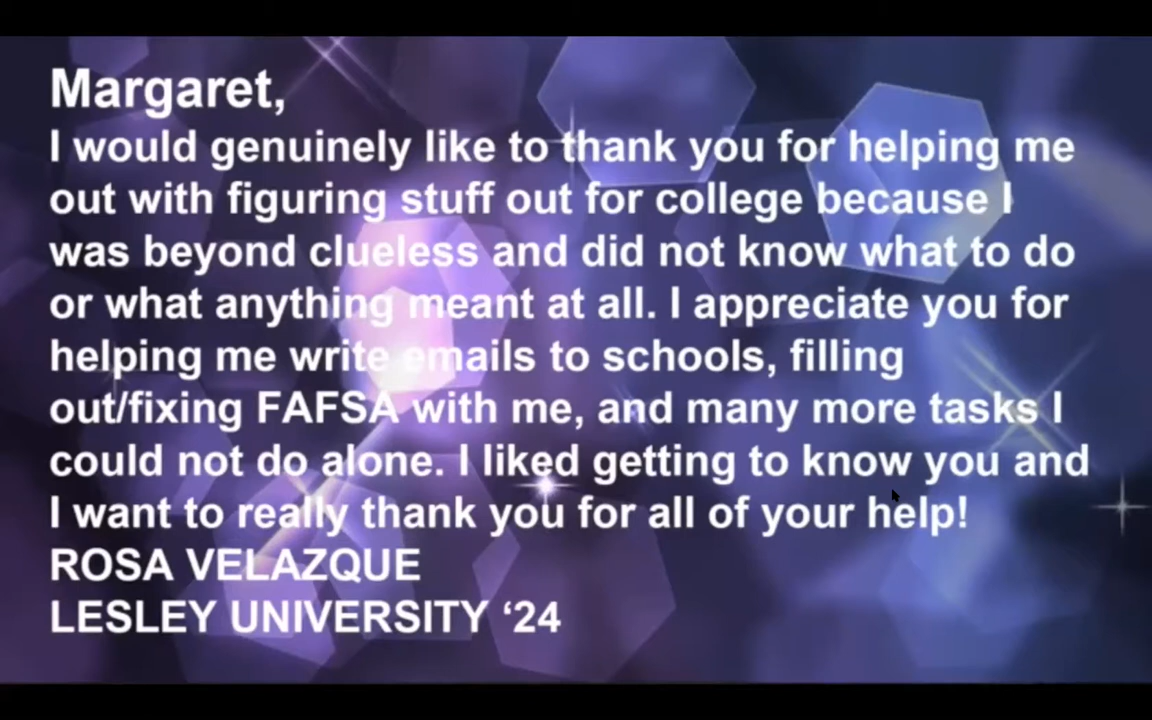 Margaret,
I would genuinely like to thank you for helping me
out with figuring stuff out for college because I
was beyond clueless and did not know what to do
or what anything meant at all. I appreciate you for
helping me write emails to schools, filling
out/fixing FAFSA with me, and many more tasks I
could not do alone. I liked getting to know you and
I want to really thank you for all of your help!
ROSA VELAZQUE
LESLEY UNIVERSITY ‘24